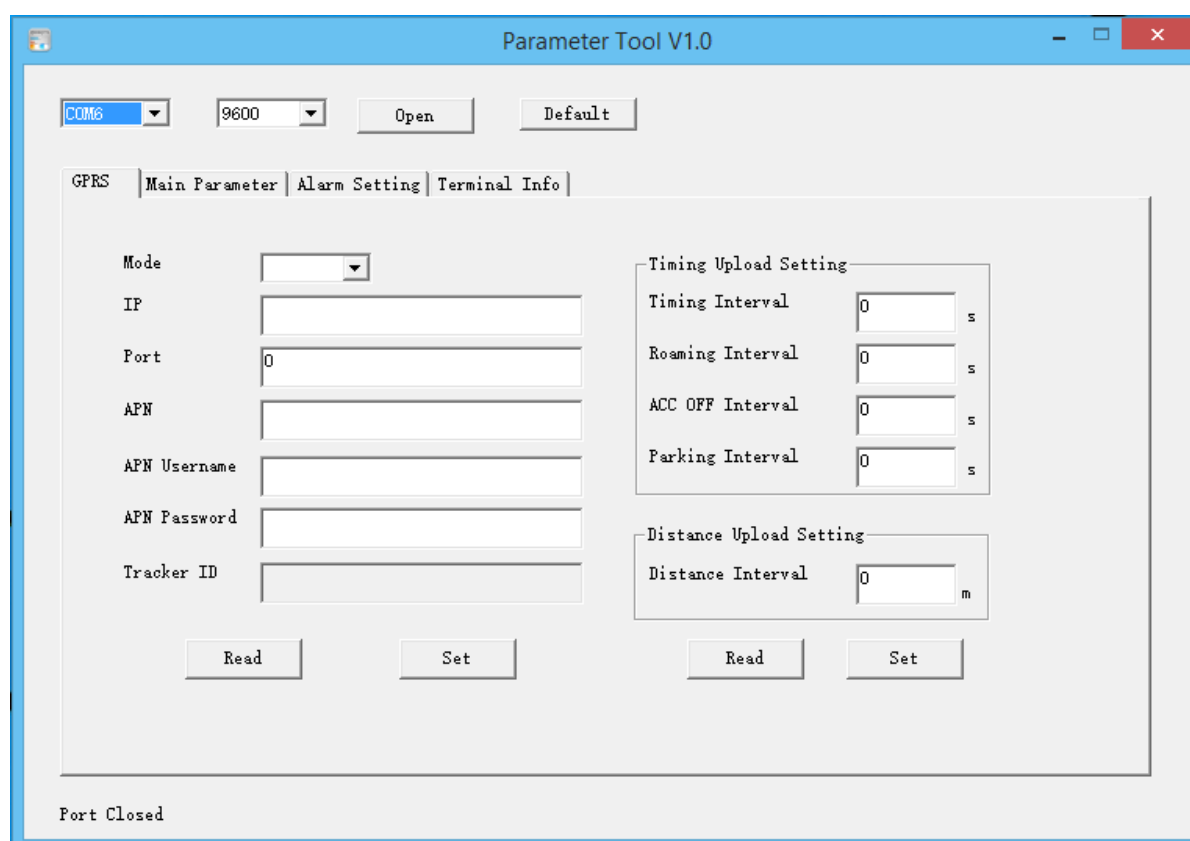 Parameter Tool V1.0
COM6 9600 Open Default
GPRS Main Parameter Alarm Setting Terminal Info
Mode
IP
Port 0
APN
APN Username
APN Password
Tracker ID
Read Set
Timing Upload Setting
Timing Interval 0 s
Roaming Interval 0 s
ACC OFF Interval 0 s
Parking Interval 0 s
Distance Upload Setting
Distance Interval 0 m
Read Set
Port Closed